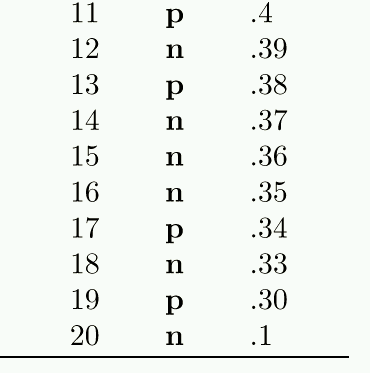 11 p .4
12 n .39
13 p .38
14 n .37
15 n .36
16 n .35
17 p .34
18 n .33
19 p .30
20 n .1